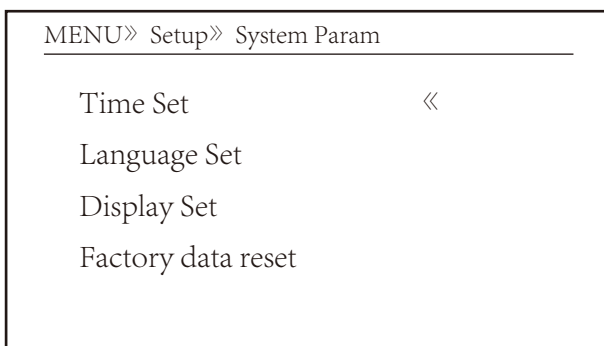 MENU》 Setup》 System Param
Time Set 《
Language Set
Display Set
Factory data reset